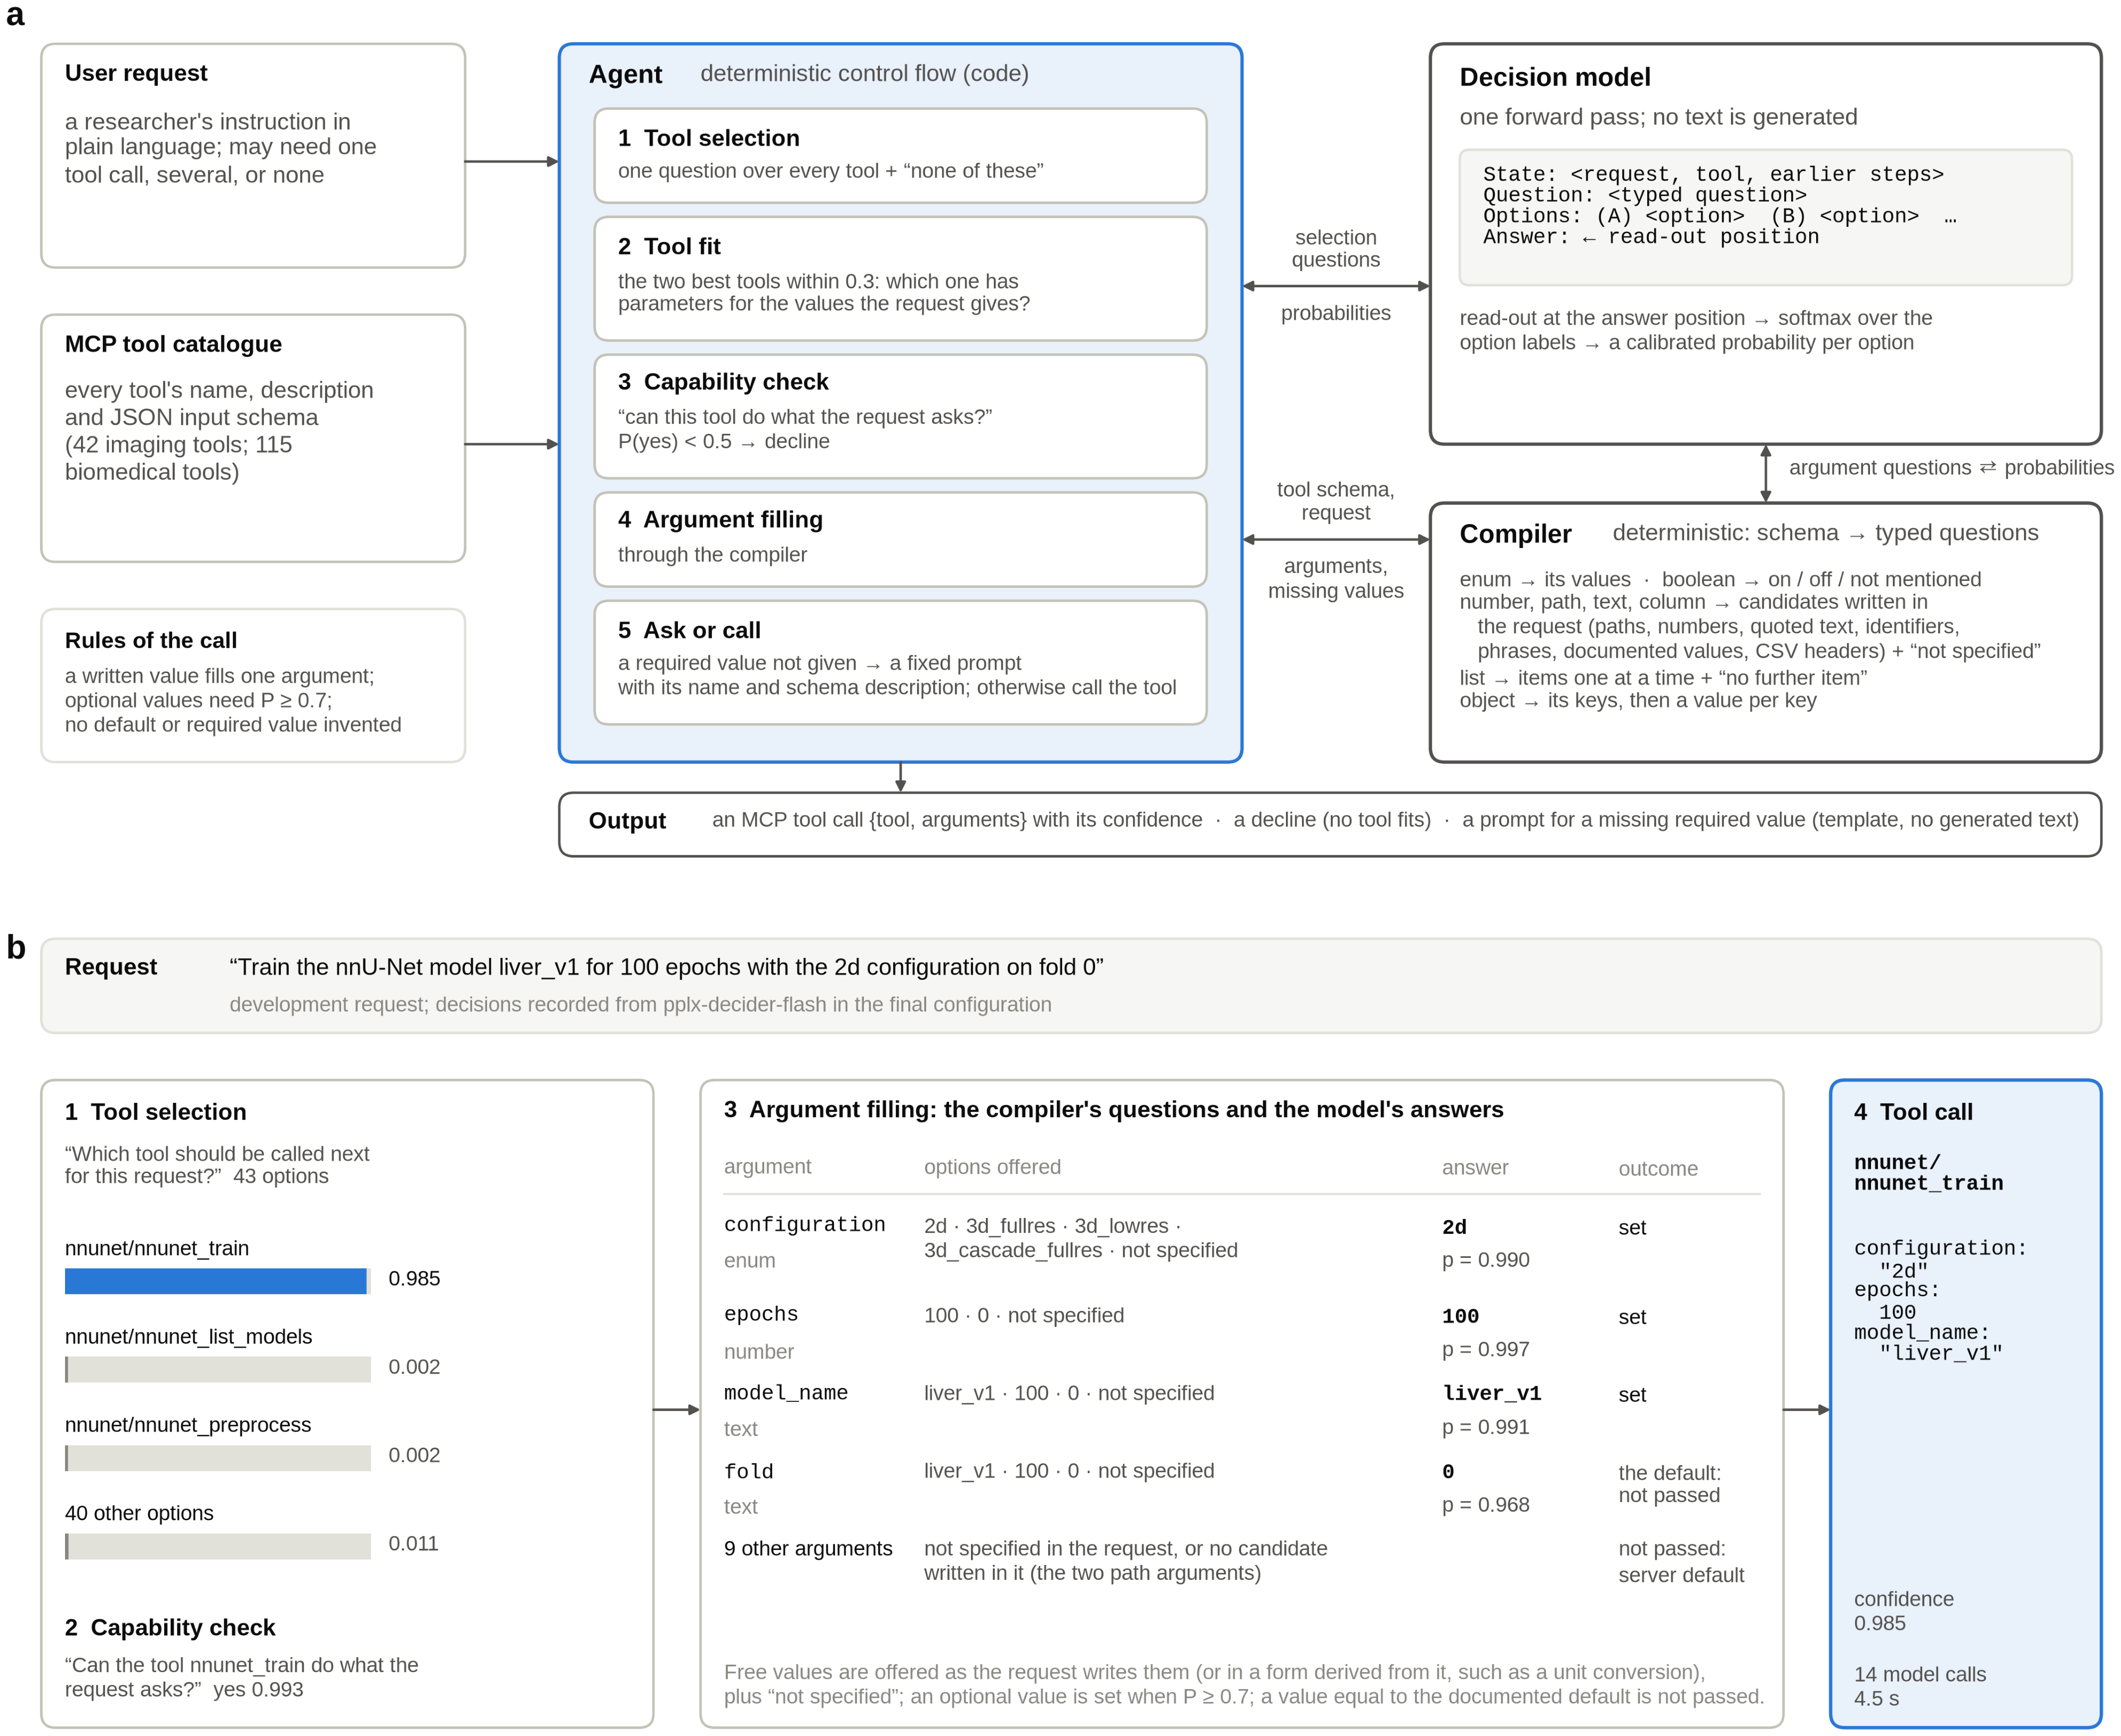 a
User request
a researcher's instruction in
plain language; may need one
tool call, several, or none
MCP tool catalogue
every tool's name, description
and JSON input schema
(42 imaging tools; 115
biomedical tools)
Rules of the call
a written value fills one argument;
optional values need P ≥ 0.7;
no default or required value invented
Agent deterministic control flow (code)
1 Tool selection
one question over every tool + “none of these”
2 Tool fit
the two best tools within 0.3: which one has
parameters for the values the request gives?
3 Capability check
“can this tool do what the request asks?”
P(yes) < 0.5 → decline
4 Argument filling
through the compiler
5 Ask or call
a required value not given → a fixed prompt
with its name and schema description; otherwise call the tool
selection
questions
probabilities
tool schema,
request
arguments,
missing values
Decision model
one forward pass; no text is generated
State: <request, tool, earlier steps>
Question: <typed question>
Options: (A) <option> (B) <option> …
Answer: ← read-out position
read-out at the answer position → softmax over the
option labels → a calibrated probability per option
argument questions ⇄ probabilities
Compiler deterministic: schema → typed questions
enum → its values · boolean → on / off / not mentioned
number, path, text, column → candidates written in
the request (paths, numbers, quoted text, identifiers,
phrases, documented values, CSV headers) + “not specified”
list → items one at a time + “no further item”
object → its keys, then a value per key
Output an MCP tool call {tool, arguments} with its confidence · a decline (no tool fits) · a prompt for a missing required value (template, no generated text)
b
Request “Train the nnU-Net model liver_v1 for 100 epochs with the 2d configuration on fold 0”
development request; decisions recorded from pplx-decider-flash in the final configuration
1 Tool selection
“Which tool should be called next
for this request?” 43 options
nnunet/nnunet_train
0.985
nnunet/nnunet_list_models
0.002
nnunet/nnunet_preprocess
0.002
40 other options
0.011
2 Capability check
“Can the tool nnunet_train do what the
request asks?” yes 0.993
3 Argument filling: the compiler's questions and the model's answers
argument options offered answer outcome
configuration 2d · 3d_fullres · 3d_lowres · 2d set
enum 3d_cascade_fullres · not specified p = 0.990
epochs 100 · 0 · not specified 100 set
number p = 0.997
model_name liver_v1 · 100 · 0 · not specified liver_v1 set
text p = 0.991
fold liver_v1 · 100 · 0 · not specified 0 the default:
text p = 0.968 not passed
9 other arguments not specified in the request, or no candidate not passed:
written in it (the two path arguments) server default
Free values are offered as the request writes them (or in a form derived from it, such as a unit conversion),
plus “not specified”; an optional value is set when P ≥ 0.7; a value equal to the documented default is not passed.
4 Tool call
nnunet/
nnunet_train
configuration:
"2d"
epochs:
100
model_name:
"liver_v1"
confidence
0.985
14 model calls
4.5 s